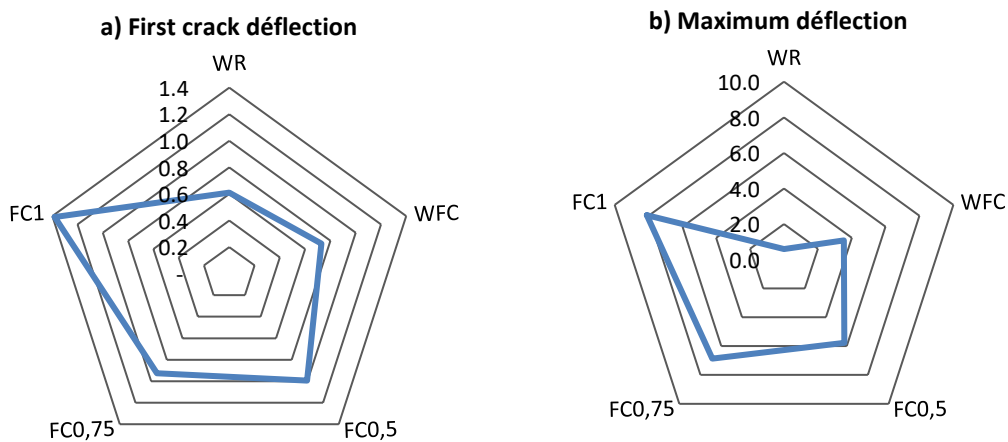 a) First crack déflection
WR
1.4
1.2
1.0
0.8
0.6
0.4
0.2
-
WFC
FC0,5
FC0,75
FC1
b) Maximum déflection
WR
10.0
8.0
6.0
4.0
2.0
0.0
WFC
FC0,5
FC0,75
FC1